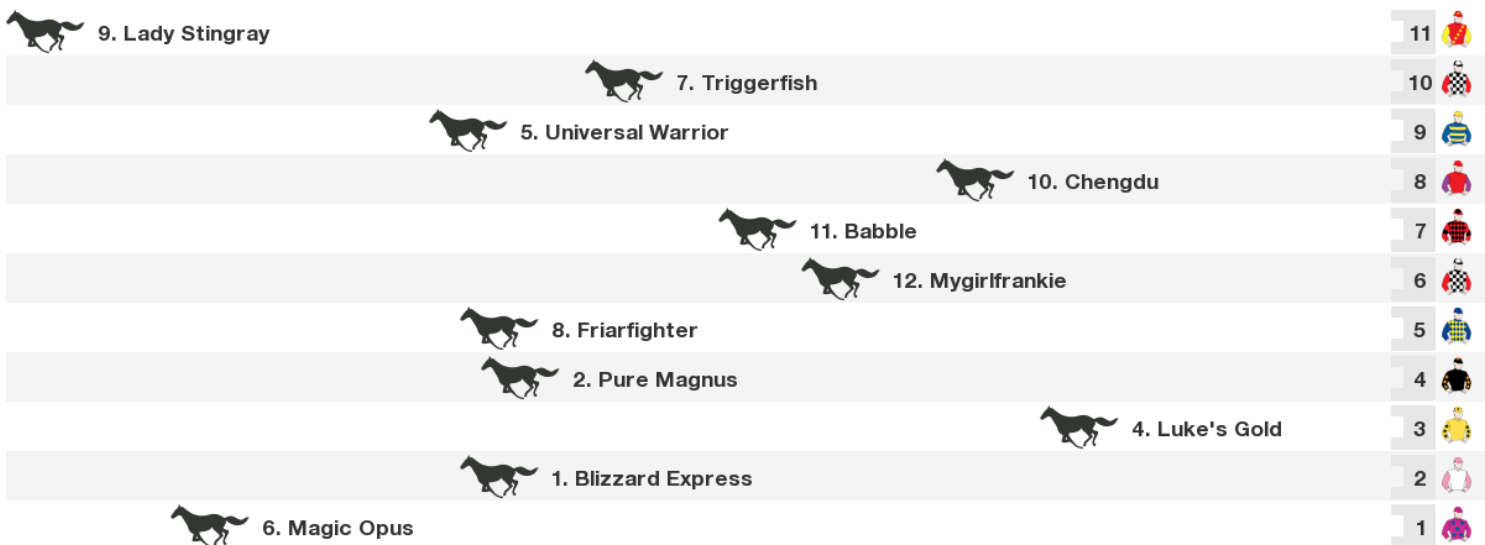 9. Lady Stingray 11
7. Triggerfish 10
5. Universal Warrior 9
10. Chengdu 8
11. Babble 7
12. Mygirlfrankie 6
8. Friarfighter 5
2. Pure Magnus 4
4. Luke's Gold 3
1. Blizzard Express 2
6. Magic Opus 1